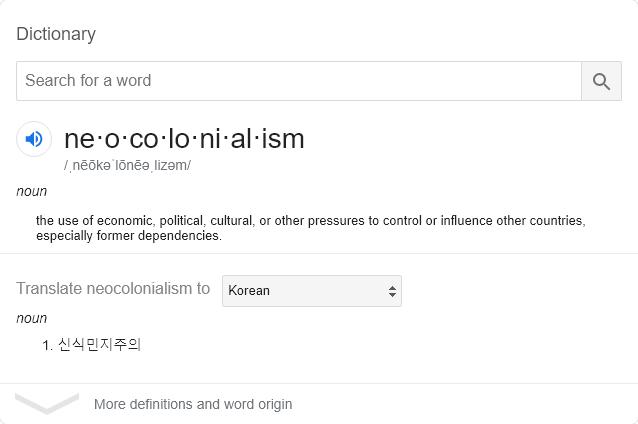 Dictionary
Search for a word
ne·o·co·lo·ni·al·ism
/ˌnēōkəˈlōnēəˌlizəm/
noun
the use of economic, political, cultural, or other pressures to control or influence other countries,
especially former dependencies.
Translate neocolonialism to Korean
noun
1. 신식민지주의
More definitions and word origin